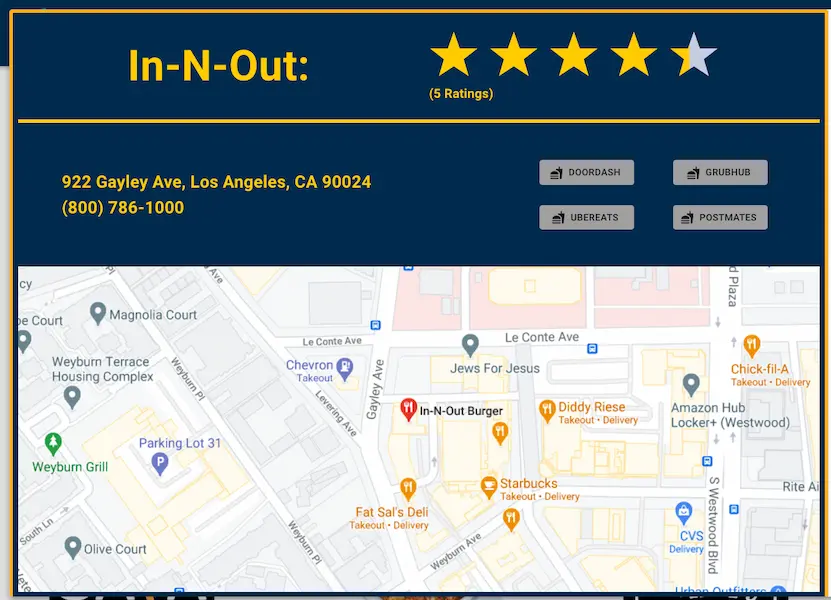 In-N-Out:
(5 Ratings)
922 Gayley Ave, Los Angeles, CA 90024
(800) 786-1000
DOORDASH
GRUBHUB
UBEREATS
POSTMATES
Magnolia Court
Court
Weyburn Terrace
Housing Complex
Weyburn Pl
Weyburn Grill
Parking Lot 31
P
South Ln
Olive Court
Weyburn Pl
Le Conte Ave
Chevron
Takeout
Levering Ave
Gayley Ave
Le Conte Ave
Jews For Jesus
In-N-Out Burger
Diddy Riese
Takeout • Delivery
Starbucks
Takeout • Delivery
Fat Sal's Deli
Takeout • Delivery
Weyburn Ave
Plaza
Chick-fil-A
Takeout • Delivery
Amazon Hub
Locker+ (Westwood)
S Westwood Blvd
Rite Ai
CVS
Delivery
Urban Outfitters